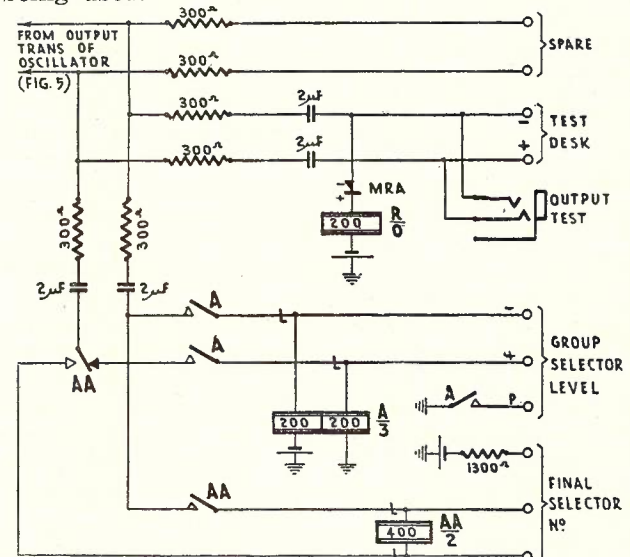 300Ω
FROM OUTPUT
TRANS OF
OSCILLATOR
(FIG. 5)
SPARE
300Ω
300Ω
2µF
-
TEST
DESK
300Ω
2µF
+
- MRA
+
200
R
0
OUTPUT
TEST
300Ω
300Ω
2µF
2µF
A
L
-
A
L
+
GROUP
SELECTOR
LEVEL
AA
A
P
200
200
A
3
1300Ω
AA
L
FINAL
SELECTOR
Nº
400
AA
2
L